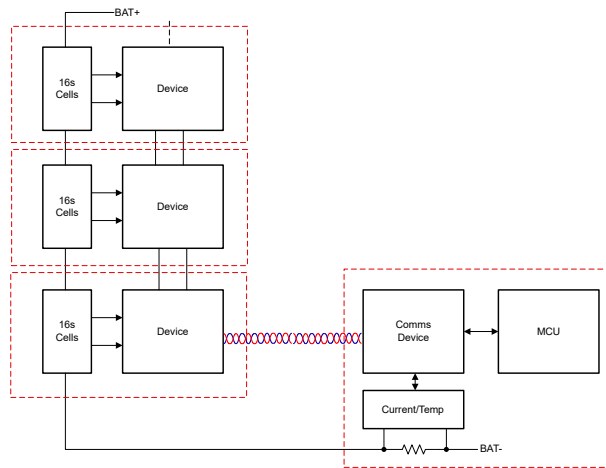 BAT+
16s
Cells
Device
16s
Cells
Device
16s
Cells
Device
Comms
Device
MCU
Current/Temp
BAT-